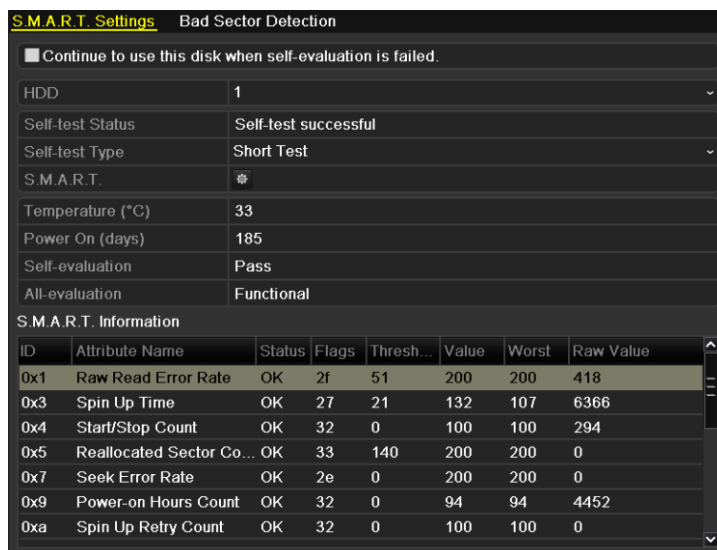 S.M.A.R.T. Settings Bad Sector Detection
Continue to use this disk when self-evaluation is failed.
HDD 1
Self-test Status Self-test successful
Self-test Type Short Test
S.M.A.R.T.
Temperature (°C) 33
Power On (days) 185
Self-evaluation Pass
All-evaluation Functional
S.M.A.R.T. Information
ID Attribute Name Status Flags Thresh... Value Worst Raw Value
0x1 Raw Read Error Rate OK 2f 51 200 200 418
0x3 Spin Up Time OK 27 21 132 107 6366
0x4 Start/Stop Count OK 32 0 100 100 294
0x5 Reallocated Sector Co... OK 33 140 200 200 0
0x7 Seek Error Rate OK 2e 0 200 200 0
0x9 Power-on Hours Count OK 32 0 94 94 4452
0xa Spin Up Retry Count OK 32 0 100 100 0